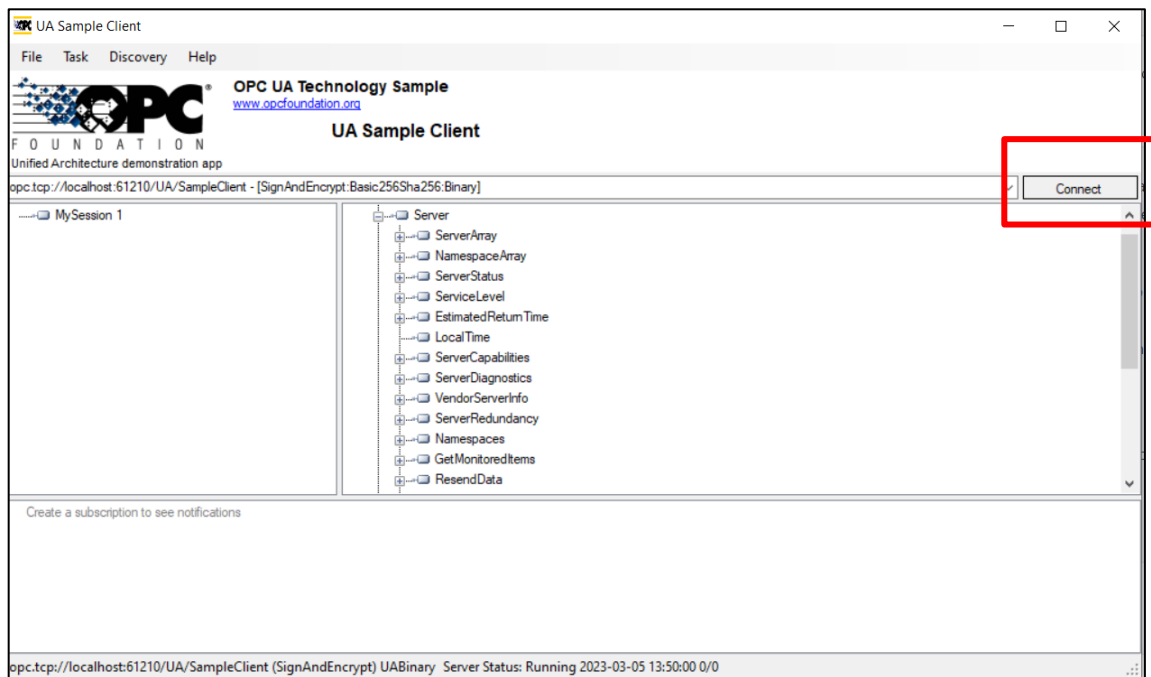 UA Sample Client
File Task Discovery Help
OPC
FOUNDATION
Unified Architecture demonstration app
OPC UA Technology Sample
www.opcfoundation.org
UA Sample Client
opc.tcp://localhost:61210/UA/SampleClient - [SignAndEncrypt:Basic256Sha256:Binary]
Connect
MySession 1
Server
ServerArray
NamespaceArray
ServerStatus
ServiceLevel
EstimatedReturnTime
LocalTime
ServerCapabilities
ServerDiagnostics
VendorServerInfo
ServerRedundancy
Namespaces
GetMonitoredItems
ResendData
Create a subscription to see notifications
opc.tcp://localhost:61210/UA/SampleClient (SignAndEncrypt) UABinary Server Status: Running 2023-03-05 13:50:00 0/0